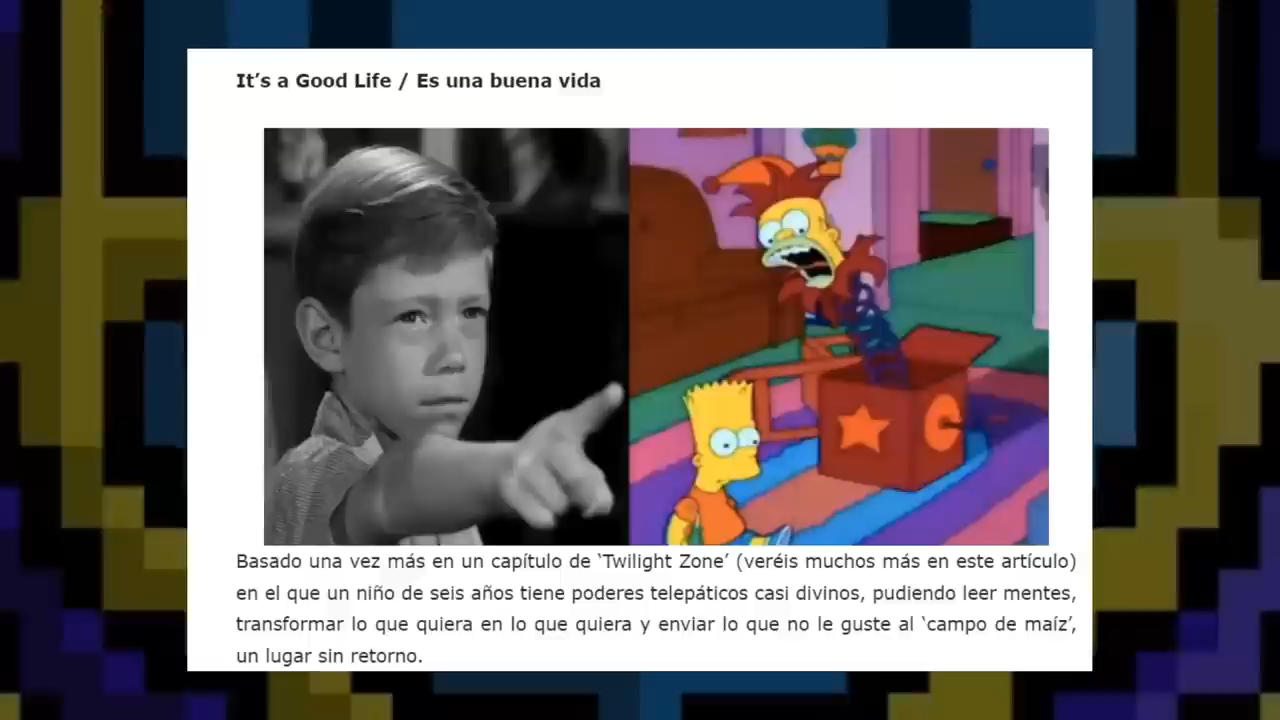 It’s a Good Life / Es una buena vida
Basado una vez más en un capítulo de ‘Twilight Zone’ (veréis muchos más en este artículo)
en el que un niño de seis años tiene poderes telepáticos casi divinos, pudiendo leer mentes,
transformar lo que quiera en lo que quiera y enviar lo que no le guste al ‘campo de maíz’,
un lugar sin retorno.